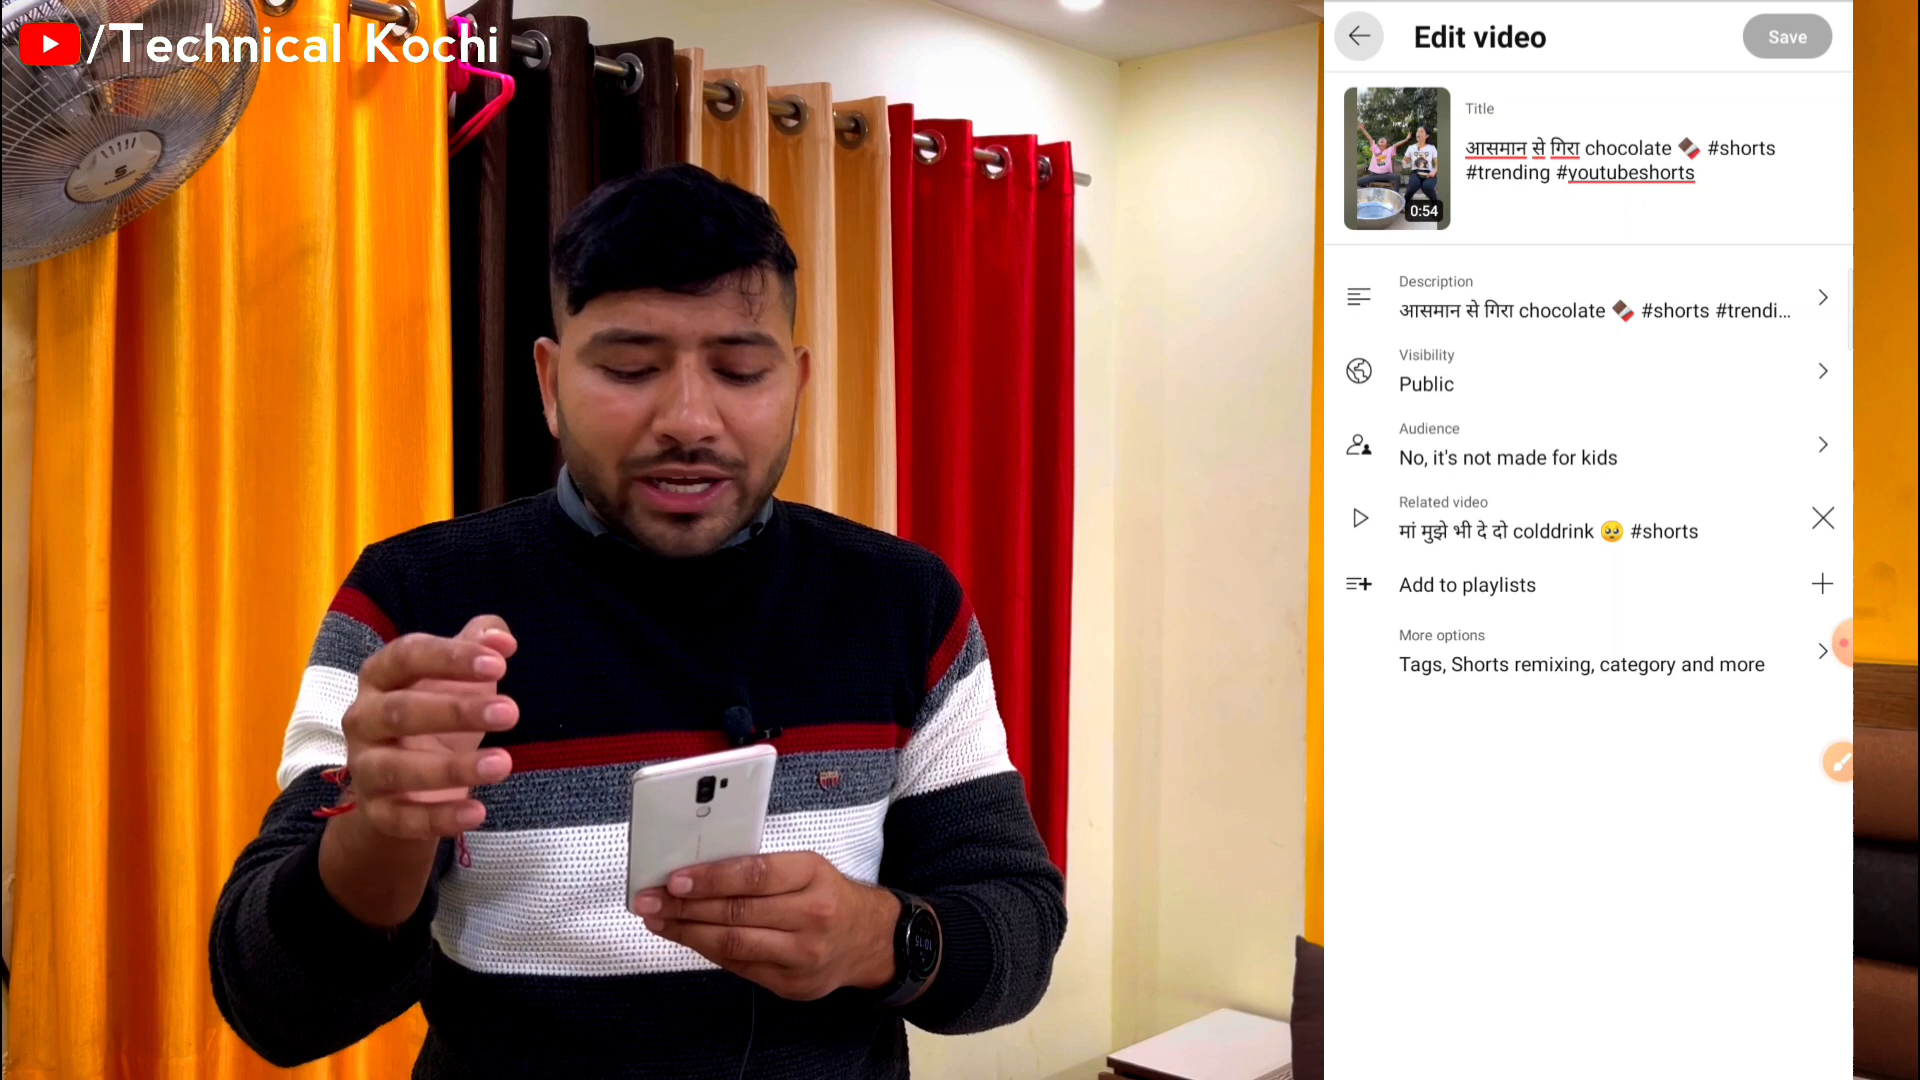 /Technical Kochi
Edit video
Save
Title
आसमान से गिरा chocolate 🍫 #shorts
#trending #youtubeshorts
0:54
Description
आसमान से गिरा chocolate 🍫 #shorts #trendi...
Visibility
Public
Audience
No, it's not made for kids
Related video
मां मुझे भी दे दो colddrink 🥺 #shorts
Add to playlists
More options
Tags, Shorts remixing, category and more
10:15